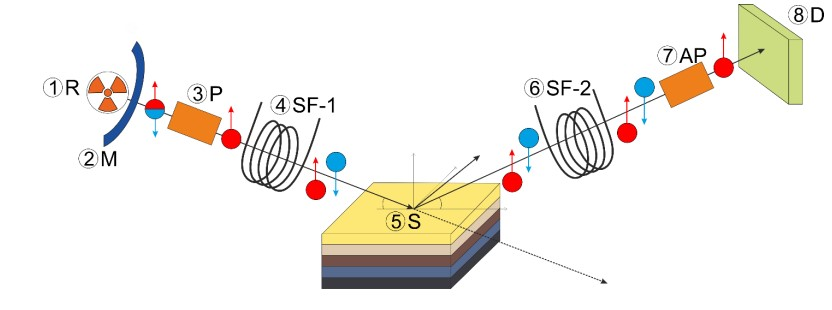 ①R
②M
③P
④SF-1
⑤S
⑥SF-2
⑦AP
⑧D